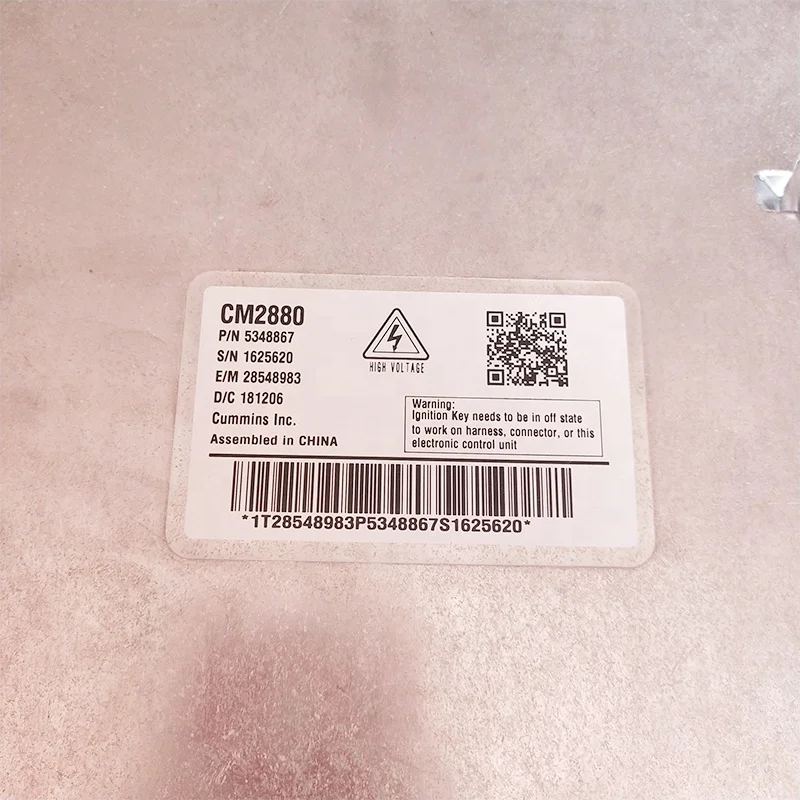 CM2880
P/N 5348867
S/N 1625620
E/M 28548983
D/C 181206
Cummins Inc.
Assembled in CHINA
HIGH VOLTAGE
Warning:
Ignition Key needs to be in off state
to work on harness, connector, or this
electronic control unit
*1T28548983P5348867S1625620*